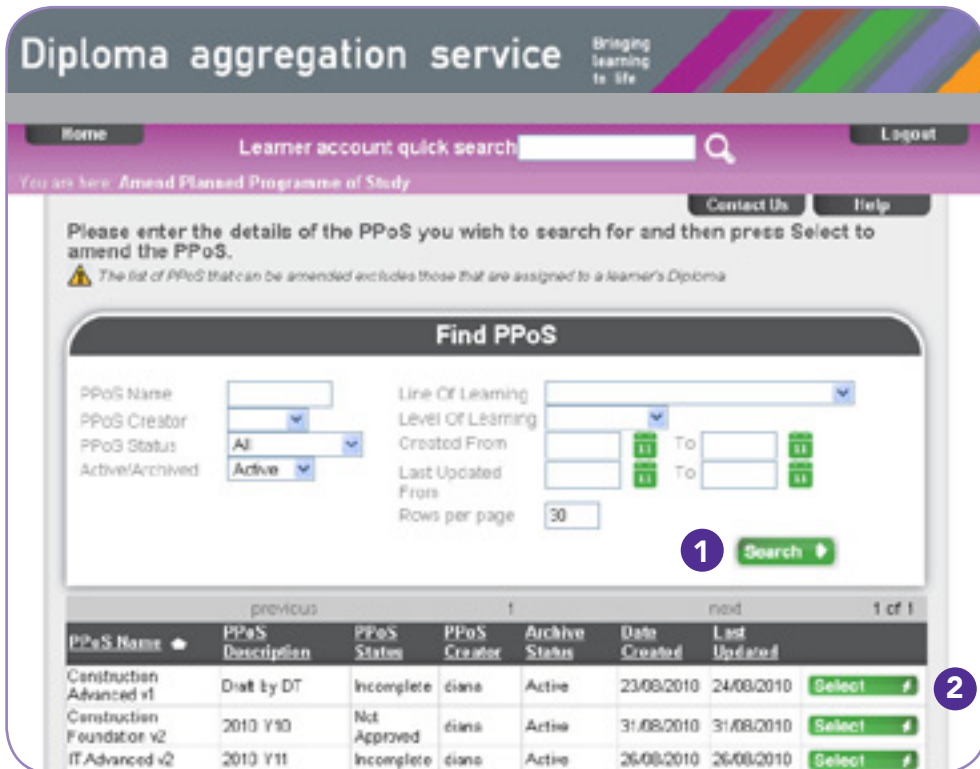 Diploma aggregation service
Bringing
learning
to life
Home
Learner account quick search
Logout
You are here: Amend Planned Programme of Study
Contact Us
Help
Please enter the details of the PPoS you wish to search for and then press Select to
amend the PPoS.
The list of PPoS that can be amended excludes those that are assigned to a learner's Diploma
Find PPoS
PPoS Name
Line Of Learning
PPoS Creator
Level Of Learning
PPoS Status
All
Created From
To
Active/Archived
Active
Last Updated
From
To
Rows per page
30
1
Search
previous 1 next 1 of 1
PPoS Name PPoS Description PPoS Status PPoS Creator Archive Status Date Created Last Updated
Construction Advanced v1 Draft by DT Incomplete diana Active 23/08/2010 24/08/2010 Select
2
Construction Foundation v2 2010 Y10 Not Approved diana Active 31/08/2010 31/08/2010 Select
IT Advanced v2 2010 Y11 Incomplete diana Active 26/08/2010 26/08/2010 Select